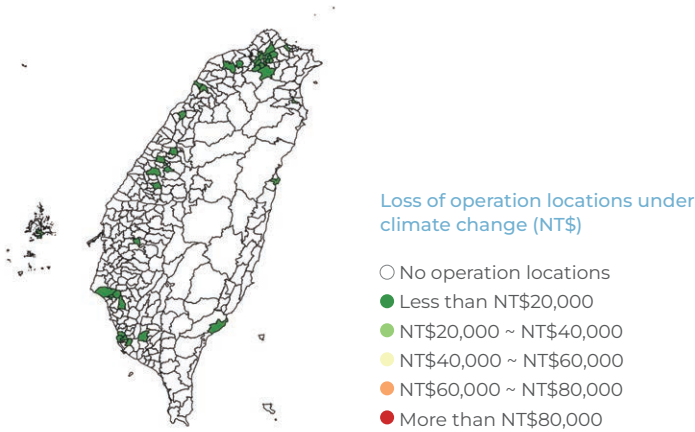 Loss of operation locations under
climate change (NT$)
No operation locations
Less than NT$20,000
NT$20,000 ~ NT$40,000
NT$40,000 ~ NT$60,000
NT$60,000 ~ NT$80,000
More than NT$80,000